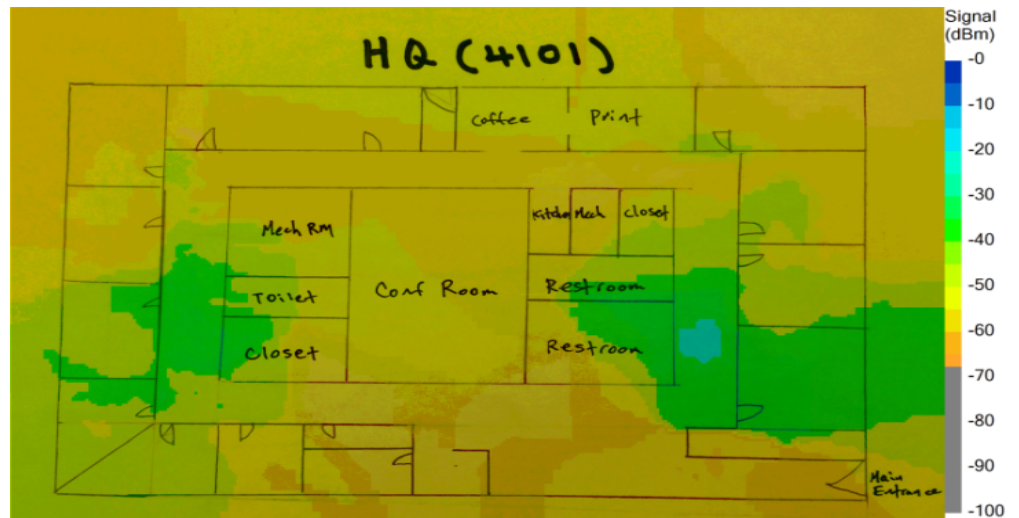 Signal
(dBm)
HQ (4101)
-0
-10
-20
-30
-40
-50
-60
-70
-80
-90
-100
Coffee
Print
Mech RM
Kitchen
Mech
Closet
Toilet
Conf Room
Restroom
Closet
Restroom
Main
Entrance